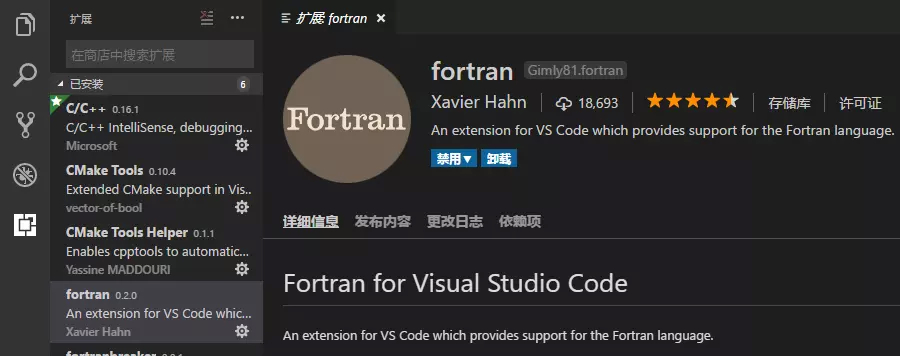 扩展
在商店中搜索扩展
已安装 6
C/C++ 0.16.1
C/C++ IntelliSense, debugging...
Microsoft
CMake Tools 0.10.4
Extended CMake support in Vis...
vector-of-bool
CMake Tools Helper 0.1.1
Enables cpptools to automatic...
Yassine MADDOURI
fortran 0.2.0
An extension for VS Code whic...
Xavier Hahn
扩展 fortran
Fortran
fortran Gimly81.fortran
Xavier Hahn 18,693 存储库 许可证
An extension for VS Code which provides support for the Fortran language.
禁用 卸载
详细信息 发布内容 更改日志 依赖项
Fortran for Visual Studio Code
An extension for VS Code which provides support for the Fortran language.